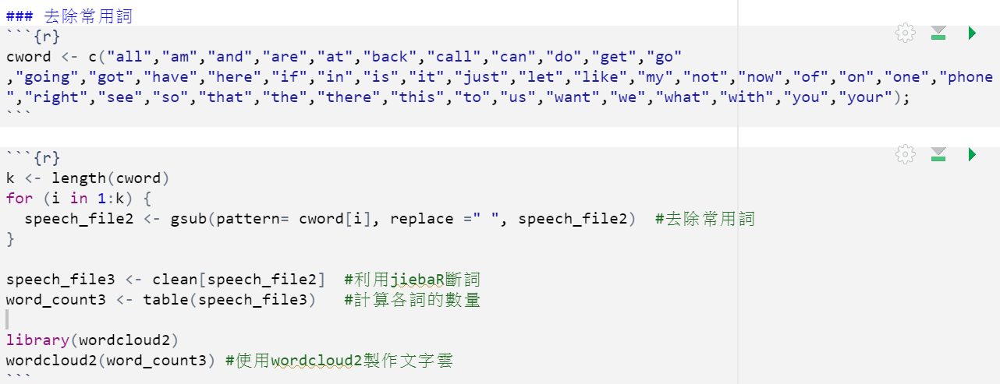 ### 去除常用詞
```{r}
cword <- c("all","am","and","are","at","back","call","can","do","get","go"
,"going","got","have","here","if","in","is","it","just","let","like","my","not","now","of","on","one","phone
","right","see","so","that","the","there","this","to","us","want","we","what","with","you","your");
```
```{r}
k <- length(cword)
for (i in 1:k) {
  speech_file2 <- gsub(pattern= cword[i], replace =" ", speech_file2)  #去除常用詞
}
speech_file3 <- clean[speech_file2]  #利用jiebaR斷詞
word_count3 <- table(speech_file3)   #計算各詞的數量
library(wordcloud2)
wordcloud2(word_count3) #使用wordcloud2製作文字雲
```